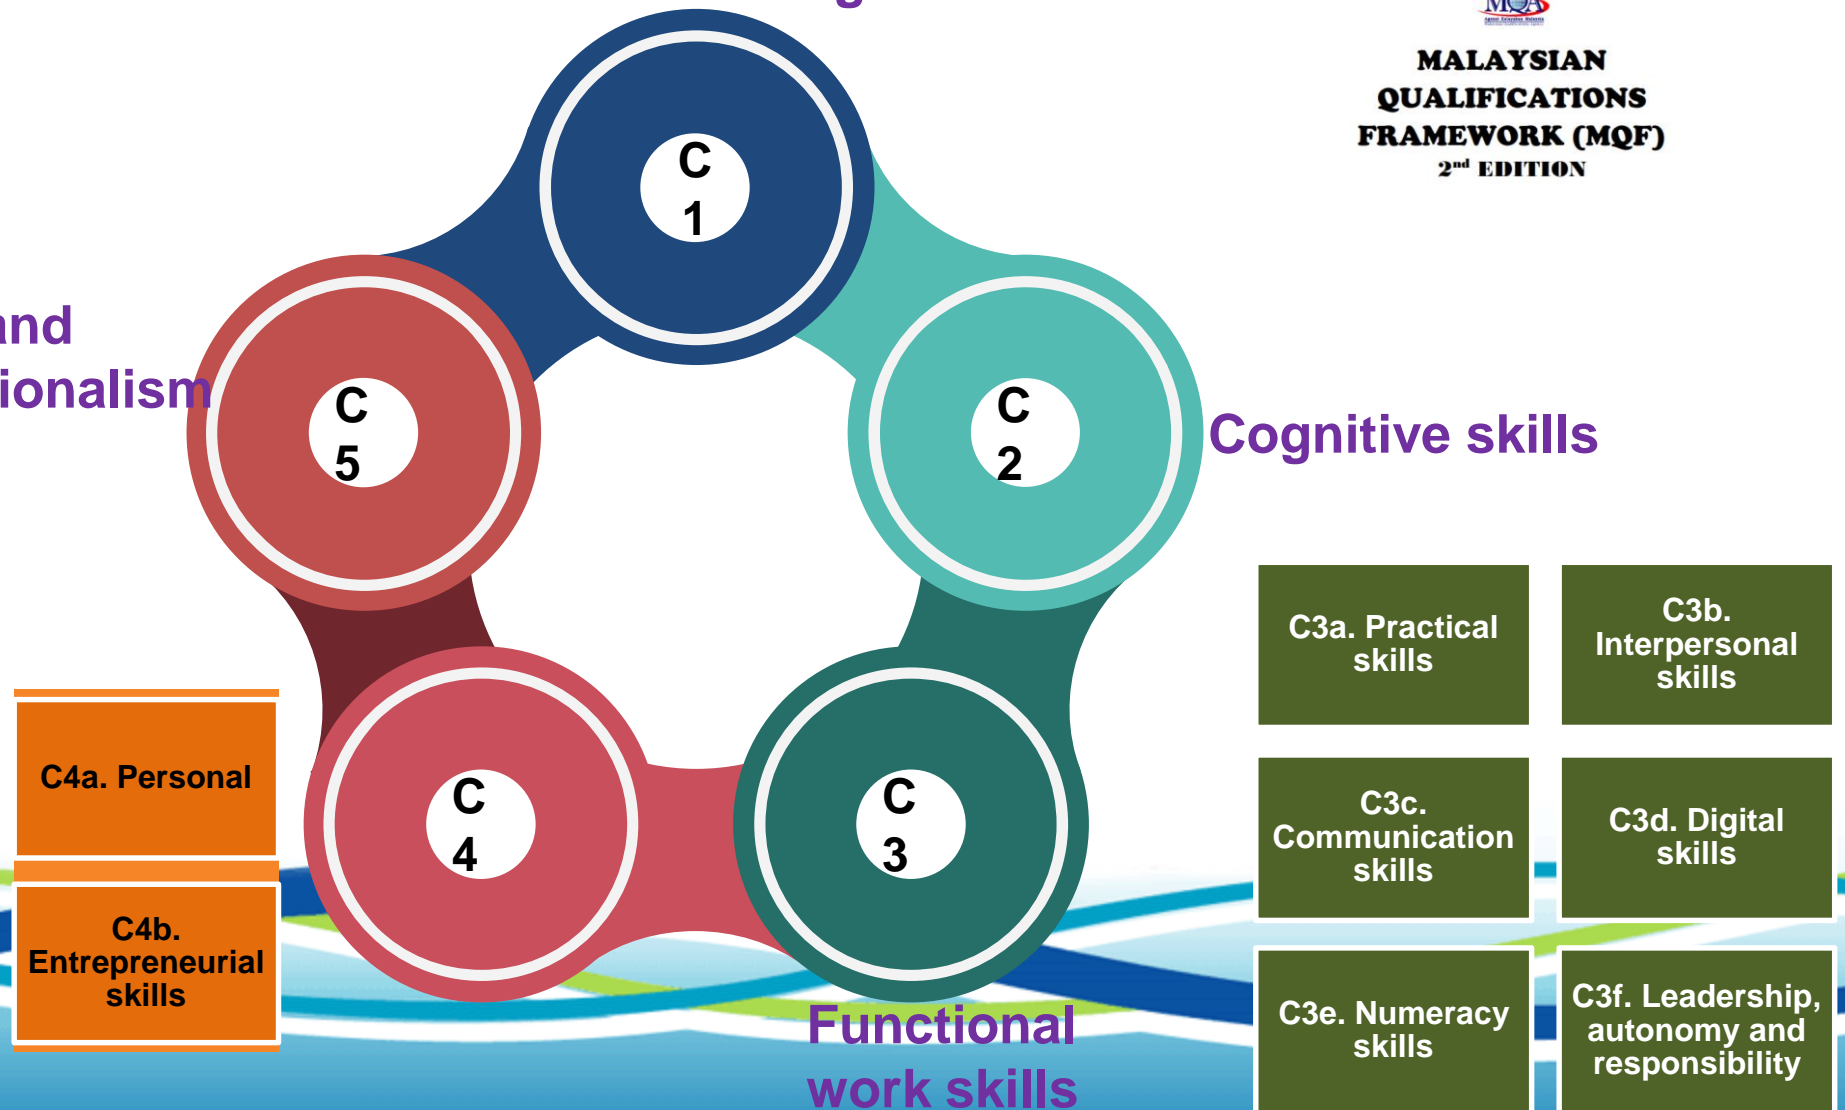 MQA
MALAYSIAN
QUALIFICATIONS
FRAMEWORK (MQF)
2nd EDITION
C
1
and
ionalism
C
5
C
2
Cognitive skills
C3a. Practical
skills
C3b.
Interpersonal
skills
C4a. Personal
C
4
C
3
C3c.
Communication
skills
C3d. Digital
skills
C4b.
Entrepreneurial
skills
C3e. Numeracy
skills
C3f. Leadership,
autonomy and
responsibility
Functional
work skills